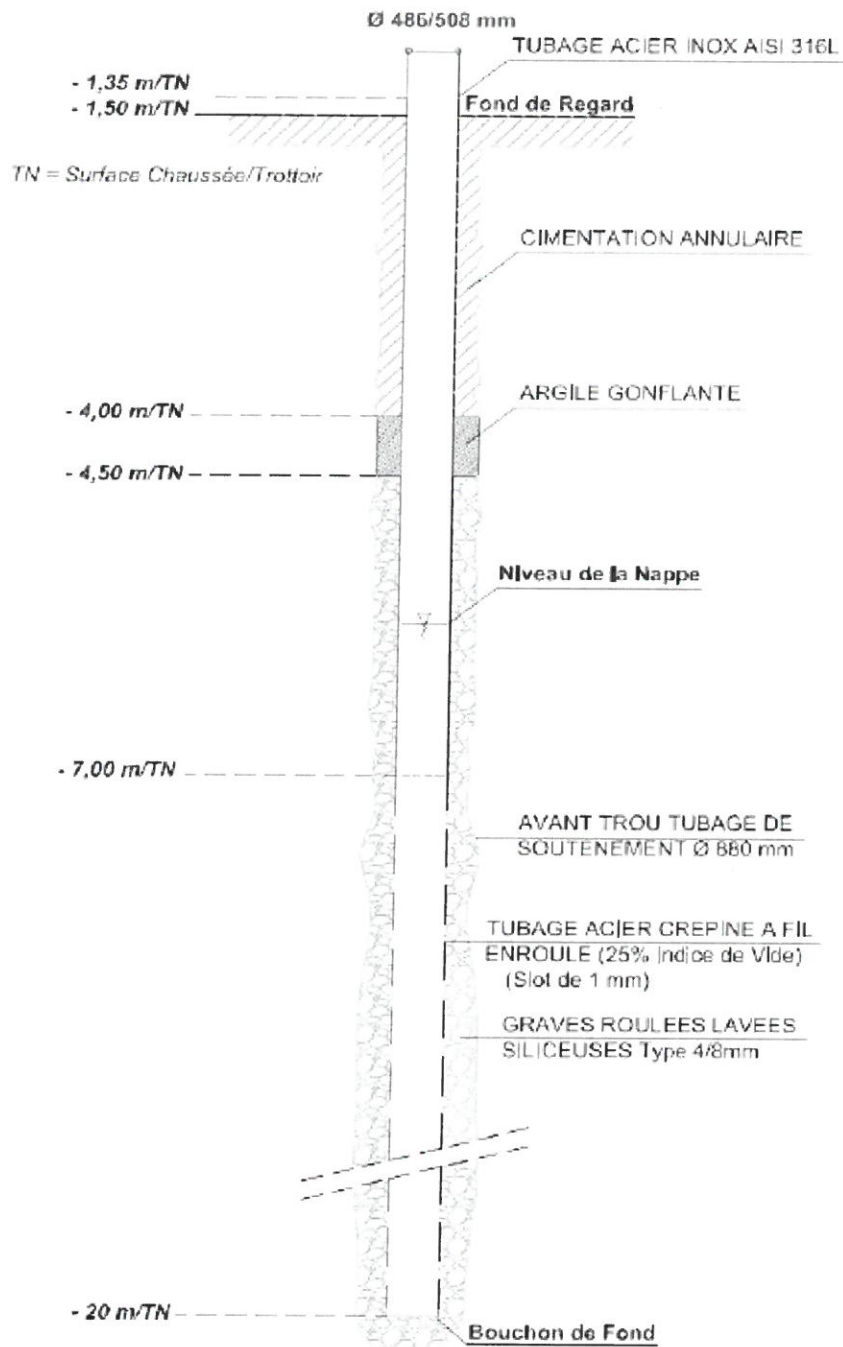 Ø 486/508 mm
TUBAGE ACIER INOX AISI 316L
- 1,35 m/TN
- 1,50 m/TN
Fond de Regard
TN = Surface Chaussée/Trottoir
CIMENTATION ANNULAIRE
- 4,00 m/TN
ARGILE GONFLANTE
- 4,50 m/TN
Niveau de la Nappe
- 7,00 m/TN
AVANT TROU TUBAGE DE
SOUTENEMENT Ø 880 mm
TUBAGE ACIER CREPINE A FIL
ENROULE (25% Indice de Vide)
(Slot de 1 mm)
GRAVES ROULEES LAVEES
SILICEUSES Type 4/8mm
- 20 m/TN
Bouchon de Fond